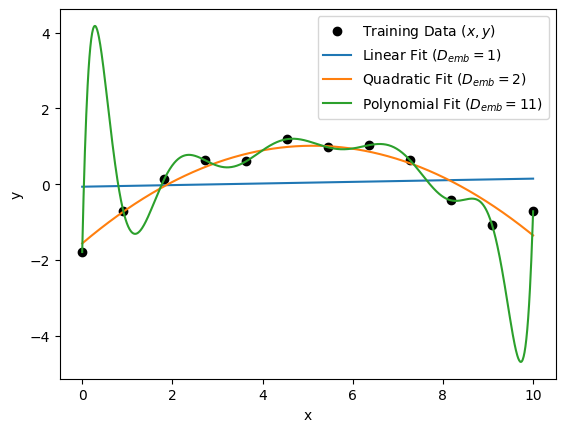 Training Data (x, y)
Linear Fit (D_emb = 1)
Quadratic Fit (D_emb = 2)
Polynomial Fit (D_emb = 11)
4
2
0
−2
−4
y
0 2 4 6 8 10
x